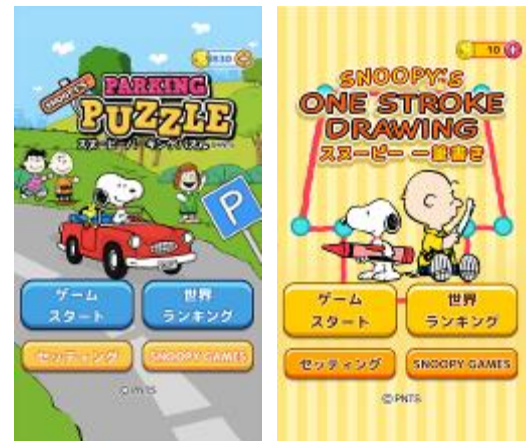 SNOOPY'S
PARKING
PUZZLE
ゲーム
スタート
世界
ランキング
セッティング
SNOOPY GAMES
© PNTS
P
10
SNOOPY'S
ONE STROKE
DRAWING
スヌーピー 一筆書き
ゲーム
スタート
世界
ランキング
セッティング
SNOOPY GAMES
© PNTS